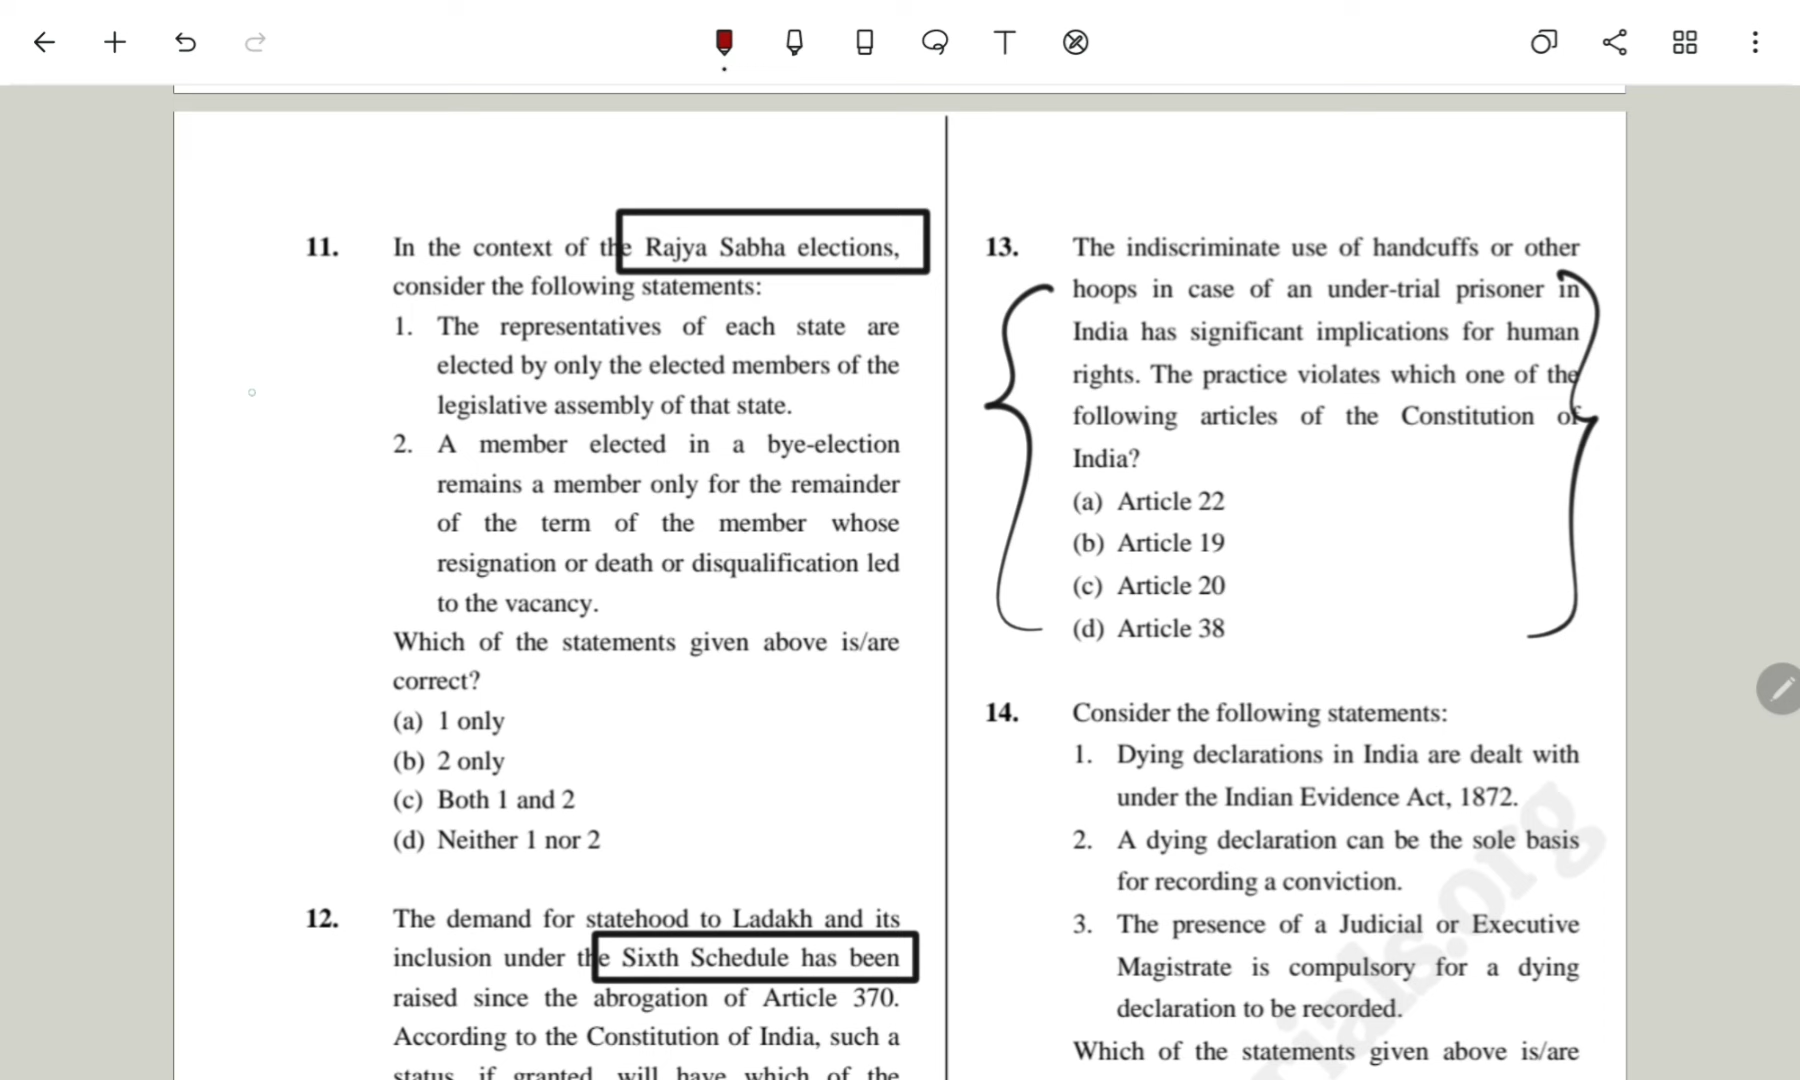 11. In the context of the Rajya Sabha elections,
consider the following statements:
1. The representatives of each state are
elected by only the elected members of the
legislative assembly of that state.
2. A member elected in a bye-election
remains a member only for the remainder
of the term of the member whose
resignation or death or disqualification led
to the vacancy.
Which of the statements given above is/are
correct?
(a) 1 only
(b) 2 only
(c) Both 1 and 2
(d) Neither 1 nor 2
12. The demand for statehood to Ladakh and its
inclusion under the Sixth Schedule has been
raised since the abrogation of Article 370.
According to the Constitution of India, such a
status, if granted, will have which of the
13. The indiscriminate use of handcuffs or other
hoops in case of an under-trial prisoner in
India has significant implications for human
rights. The practice violates which one of the
following articles of the Constitution of
India?
(a) Article 22
(b) Article 19
(c) Article 20
(d) Article 38
14. Consider the following statements:
1. Dying declarations in India are dealt with
under the Indian Evidence Act, 1872.
2. A dying declaration can be the sole basis
for recording a conviction.
3. The presence of a Judicial or Executive
Magistrate is compulsory for a dying
declaration to be recorded.
Which of the statements given above is/are
rials.org